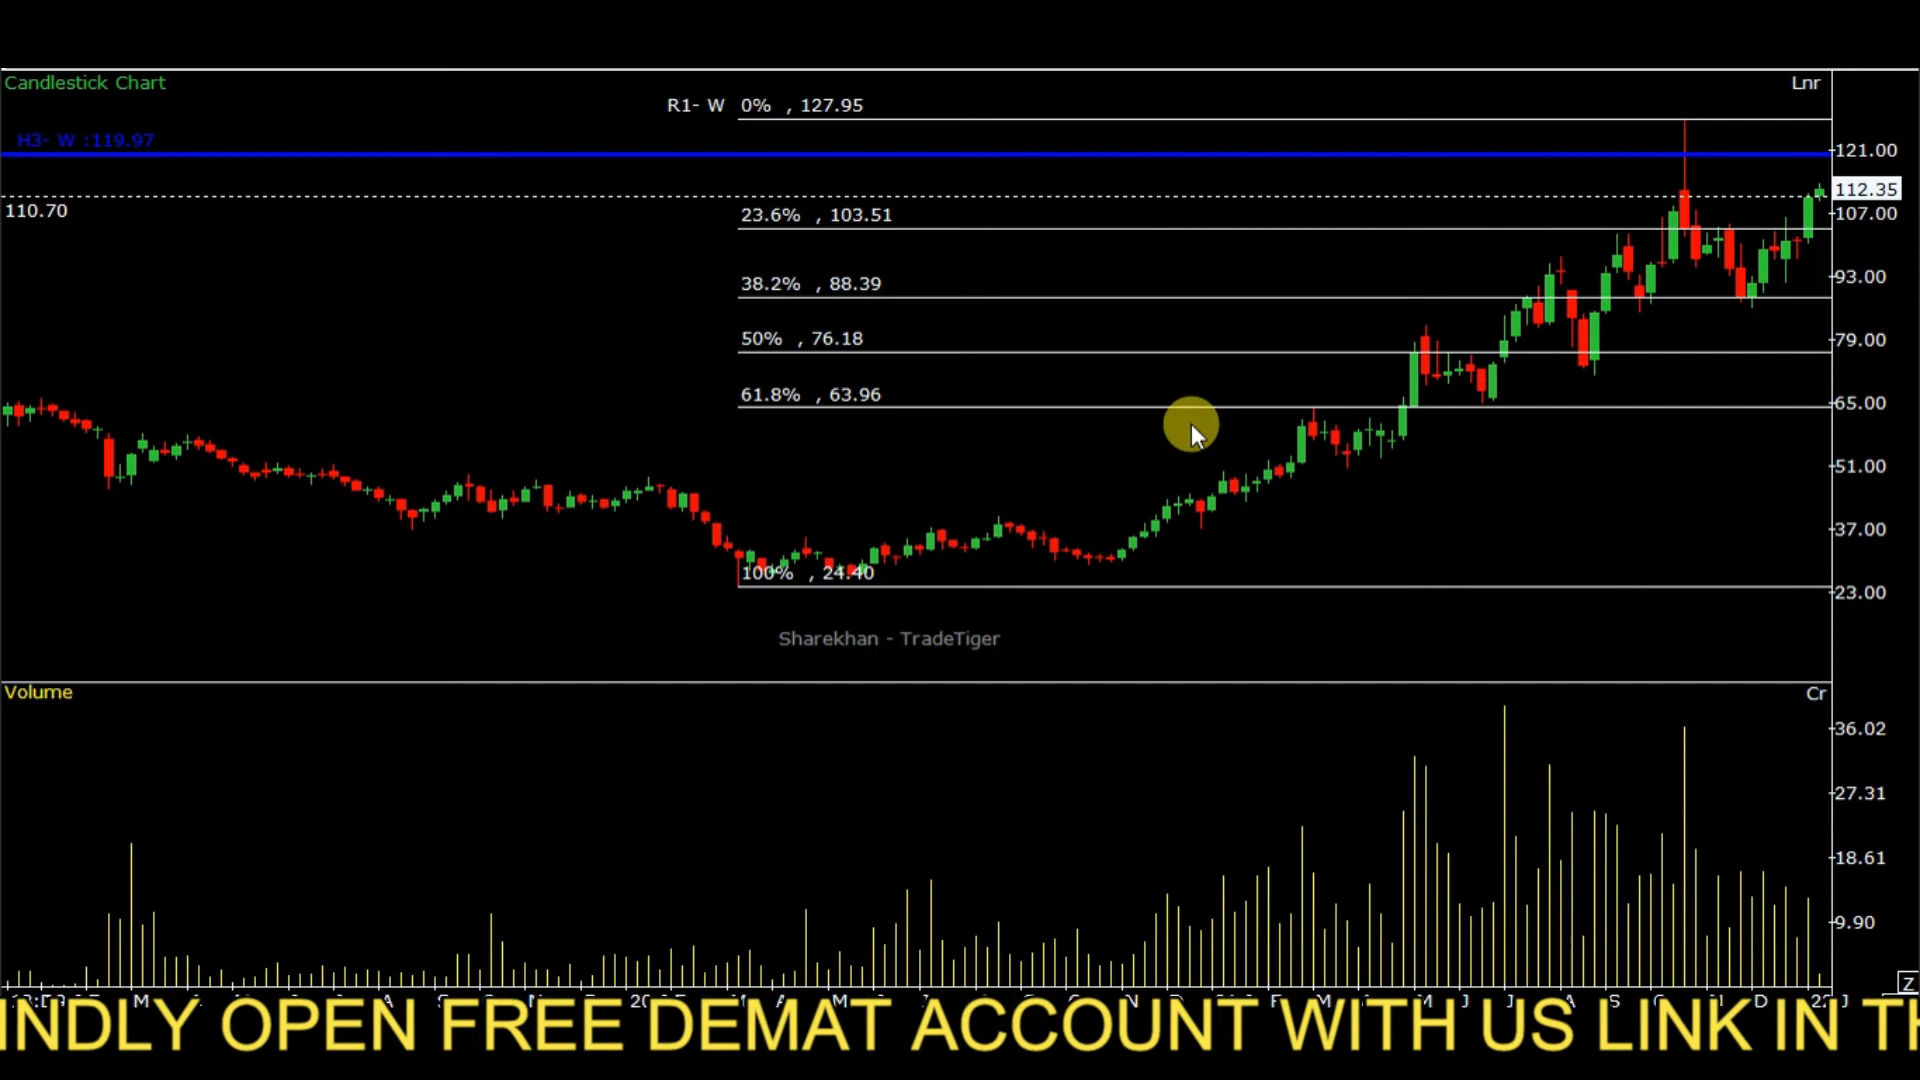 Candlestick Chart
Lnr
R1- W 0% , 127.95
H3- W :119.97
121.00
112.35
110.70
107.00
23.6% , 103.51
38.2% , 88.39
93.00
50% , 76.18
79.00
61.8% , 63.96
65.00
51.00
37.00
100% , 24.40
23.00
Sharekhan - TradeTiger
Volume
Cr
36.02
27.31
18.61
9.90
Z
M A M A M N F M M J A S N D 22 J
INDLY OPEN FREE DEMAT ACCOUNT WITH US LINK IN